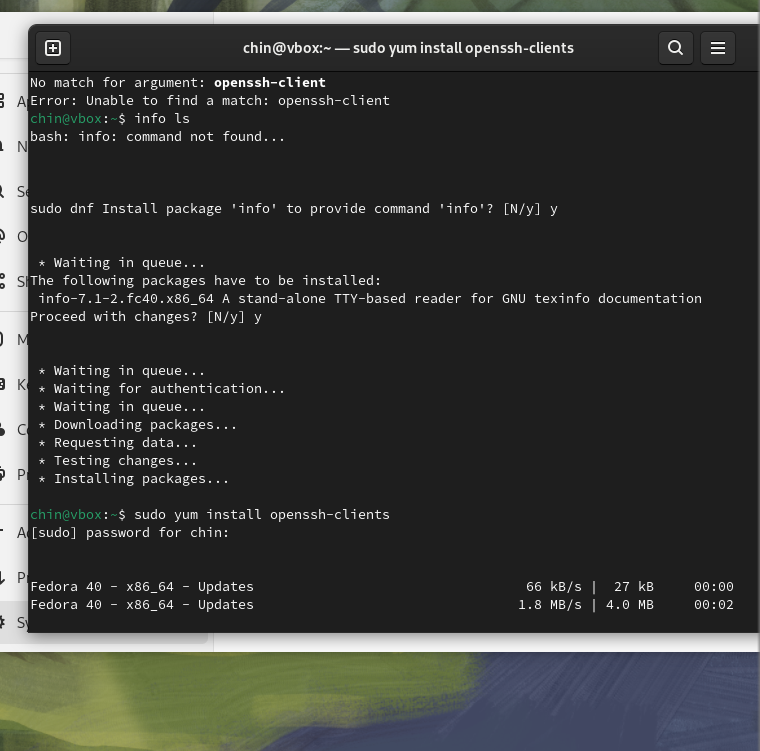 chin@vbox:~ — sudo yum install openssh-clients
No match for argument: openssh-client
Error: Unable to find a match: openssh-client
chin@vbox:~$ info ls
bash: info: command not found...
sudo dnf Install package 'info' to provide command 'info'? [N/y] y
* Waiting in queue...
The following packages have to be installed:
info-7.1-2.fc40.x86_64 A stand-alone TTY-based reader for GNU texinfo documentation
Proceed with changes? [N/y] y
* Waiting in queue...
* Waiting for authentication...
* Waiting in queue...
* Downloading packages...
* Requesting data...
* Testing changes...
* Installing packages...
chin@vbox:~$ sudo yum install openssh-clients
[sudo] password for chin:
Fedora 40 - x86_64 - Updates 66 kB/s | 27 kB 00:00
Fedora 40 - x86_64 - Updates 1.8 MB/s | 4.0 MB 00:02